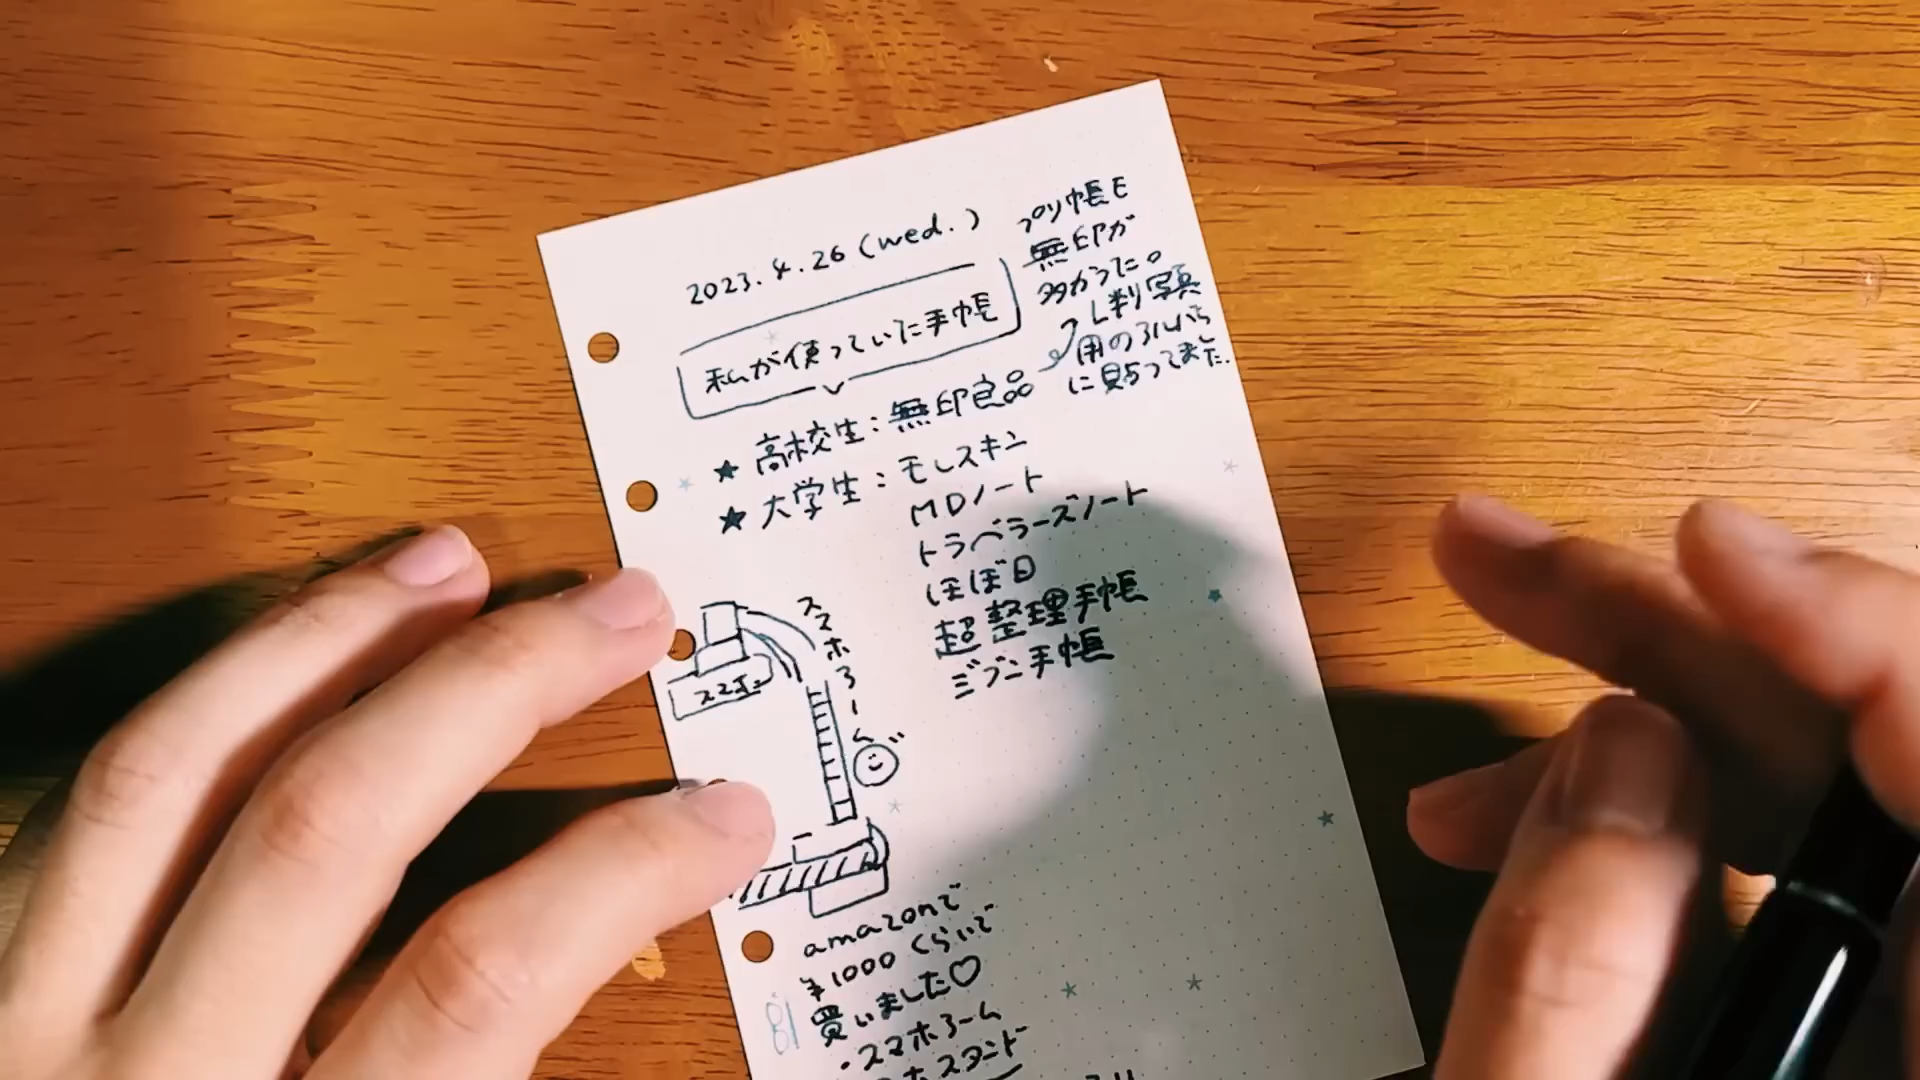 2023.4.26(wed.)
私が使っていた手帳
プリ帳も
無印が
多かった。
L判写真
用のアルバム
に貼ってました.
★高校生:無印良品
★大学生:モレスキン
MDノート
トラベラーズノート
ほぼ日
超整理手帳
ジブン手帳
スマホアーム
スマホ
amazonで
¥1000くらいで
買いました♡
・スマホアーム
スタンド
81